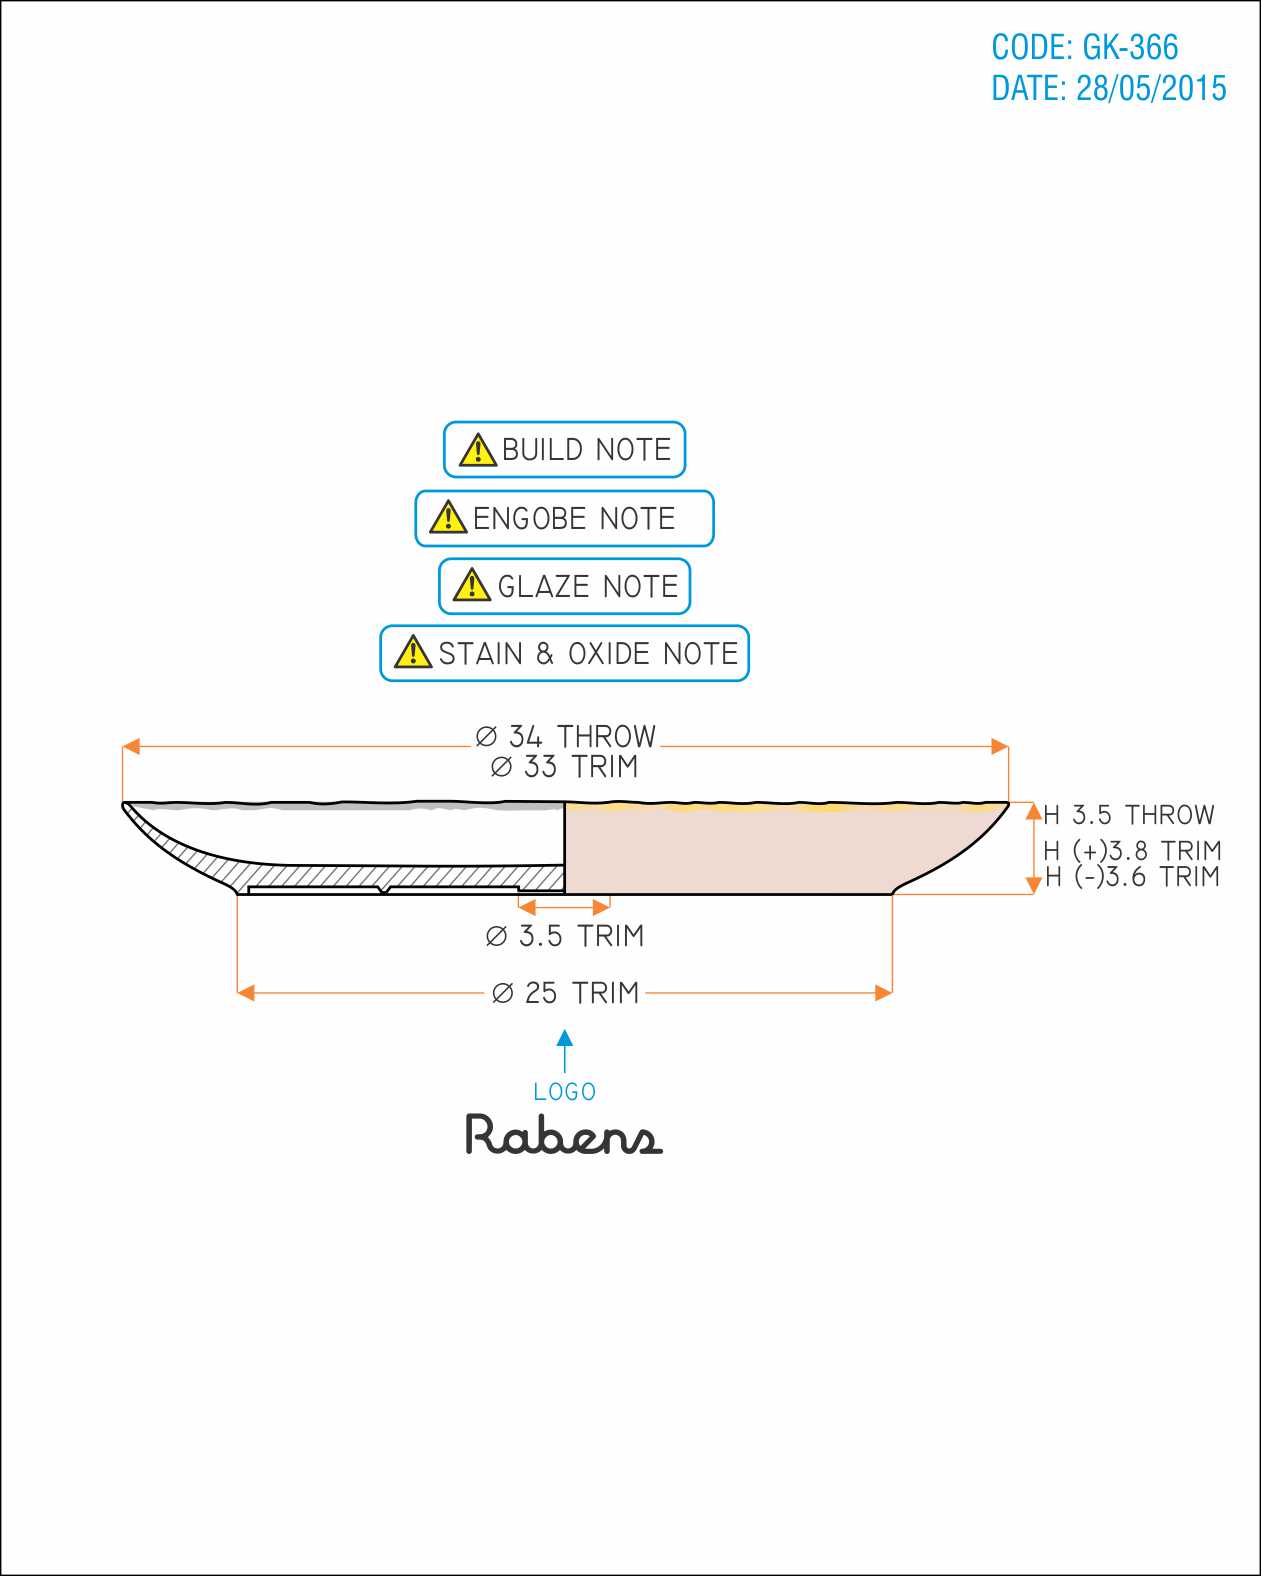 CODE: GK-366
DATE: 28/05/2015
BUILD NOTE
ENGOBE NOTE
GLAZE NOTE
STAIN & OXIDE NOTE
Ø 34 THROW
Ø 33 TRIM
H 3.5 THROW
H (+)3.8 TRIM
H (-)3.6 TRIM
Ø 3.5 TRIM
Ø 25 TRIM
LOGO
Rabens